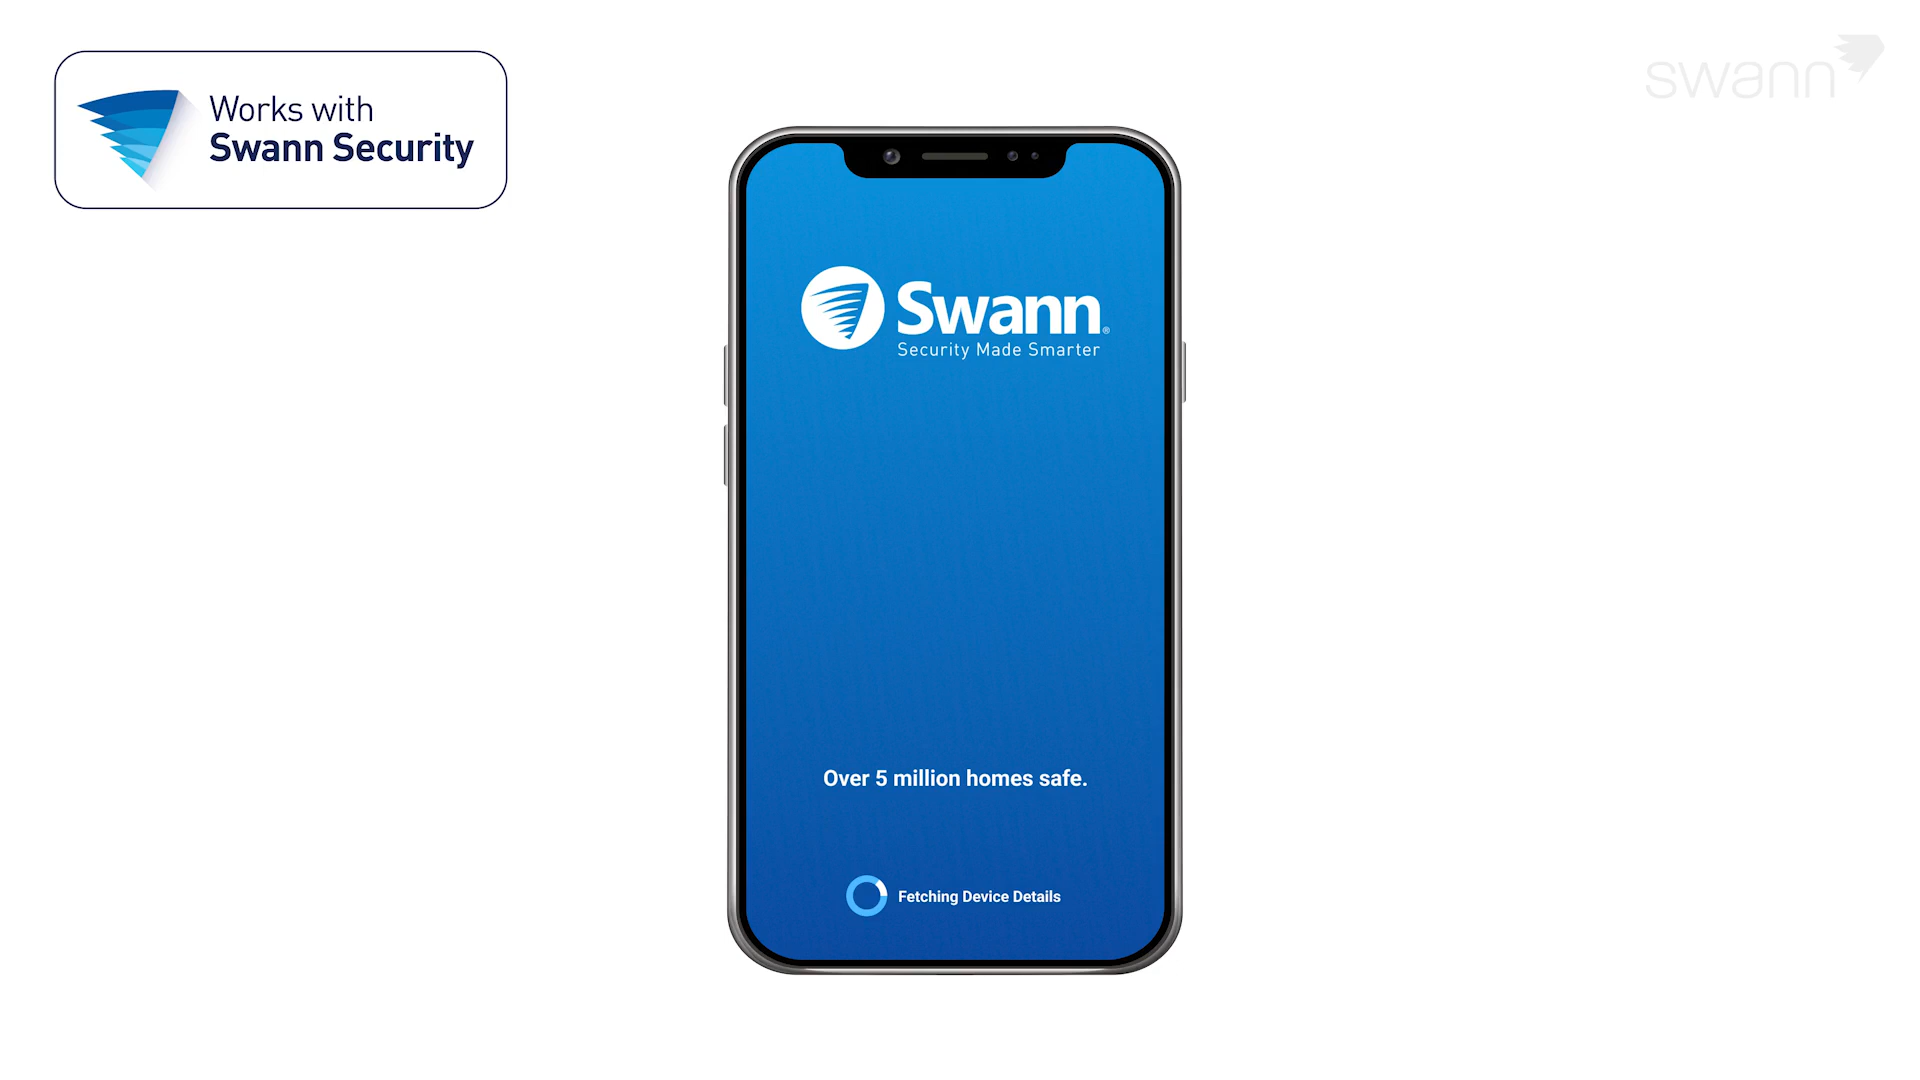 Works with
Swann Security
swann
Swann®
Security Made Smarter
Over 5 million homes safe.
Fetching Device Details